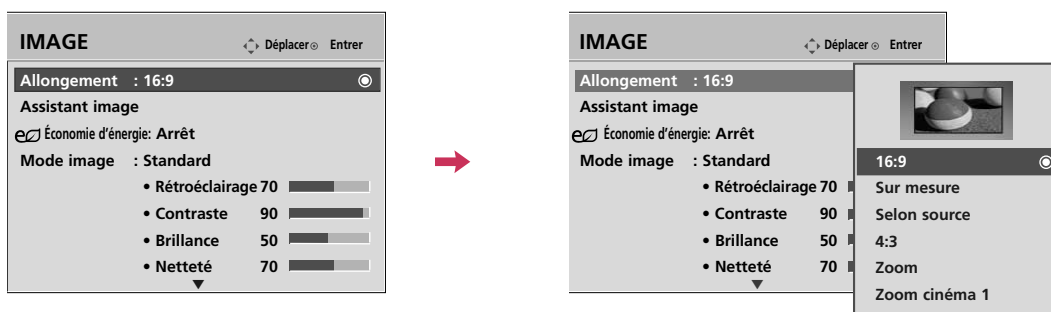 IMAGE
Déplacer Entrer
Allongement : 16:9
Assistant image
Économie d'énergie: Arrêt
Mode image : Standard
• Rétroéclairage 70
• Contraste 90
• Brillance 50
• Netteté 70
IMAGE
Déplacer Entrer
Allongement : 16:9
Assistant image
Économie d'énergie: Arrêt
Mode image : Standard
• Rétroéclairage 70
• Contraste 90
• Brillance 50
• Netteté 70
16:9
Sur mesure
Selon source
4:3
Zoom
Zoom cinéma 1